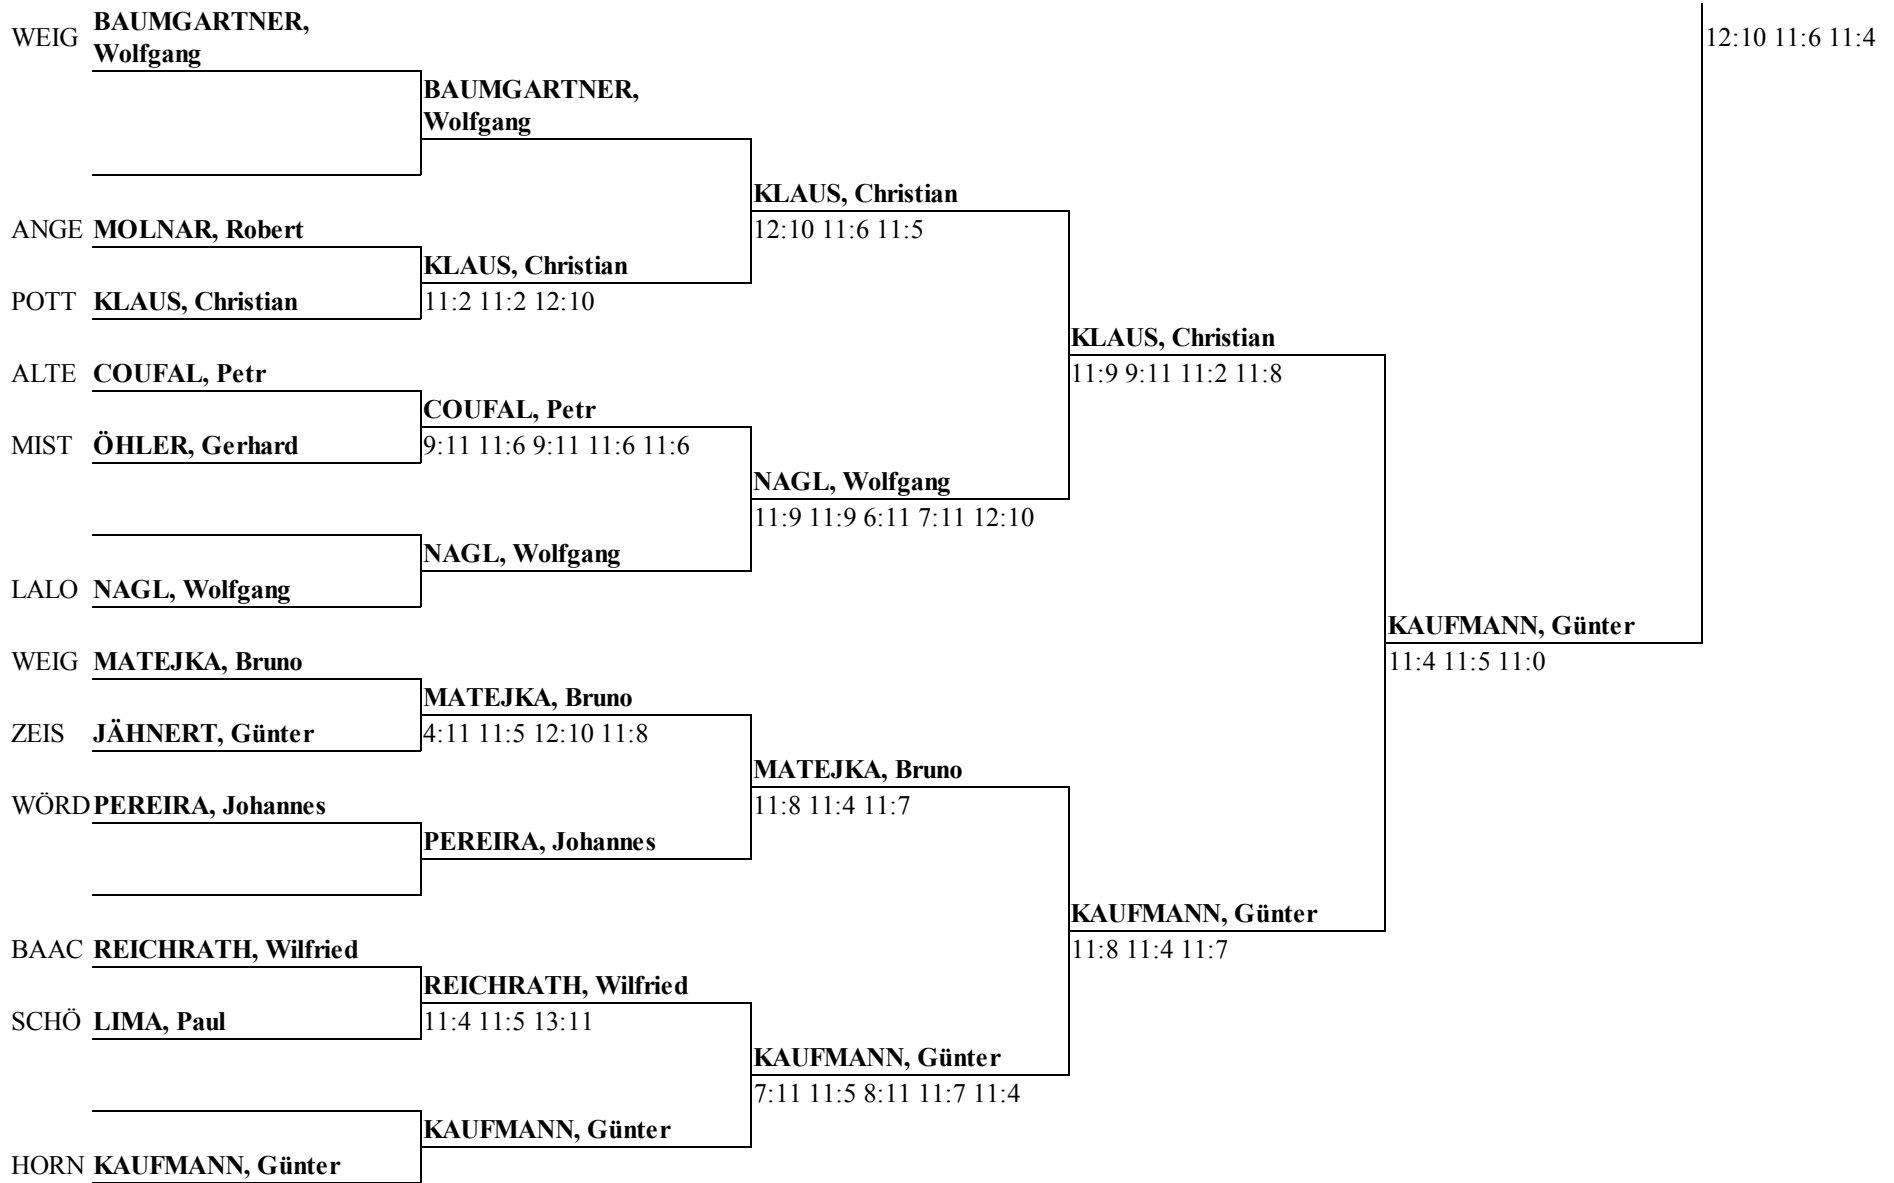 WEIG BAUMGARTNER,
Wolfgang
12:10 11:6 11:4
BAUMGARTNER,
Wolfgang
KLAUS, Christian
12:10 11:6 11:5
ANGE MOLNAR, Robert
KLAUS, Christian
11:2 11:2 12:10
POTT KLAUS, Christian
KLAUS, Christian
11:9 9:11 11:2 11:8
ALTE COUFAL, Petr
COUFAL, Petr
9:11 11:6 9:11 11:6 11:6
MIST ÖHLER, Gerhard
NAGL, Wolfgang
11:9 11:9 6:11 7:11 12:10
NAGL, Wolfgang
LALO NAGL, Wolfgang
KAUFMANN, Günter
11:4 11:5 11:0
WEIG MATEJKA, Bruno
MATEJKA, Bruno
4:11 11:5 12:10 11:8
ZEIS JÄHNERT, Günter
MATEJKA, Bruno
11:8 11:4 11:7
WÖRD PEREIRA, Johannes
PEREIRA, Johannes
KAUFMANN, Günter
11:8 11:4 11:7
BAAC REICHRATH, Wilfried
REICHRATH, Wilfried
11:4 11:5 13:11
SCHÖ LIMA, Paul
KAUFMANN, Günter
7:11 11:5 8:11 11:7 11:4
KAUFMANN, Günter
HORN KAUFMANN, Günter